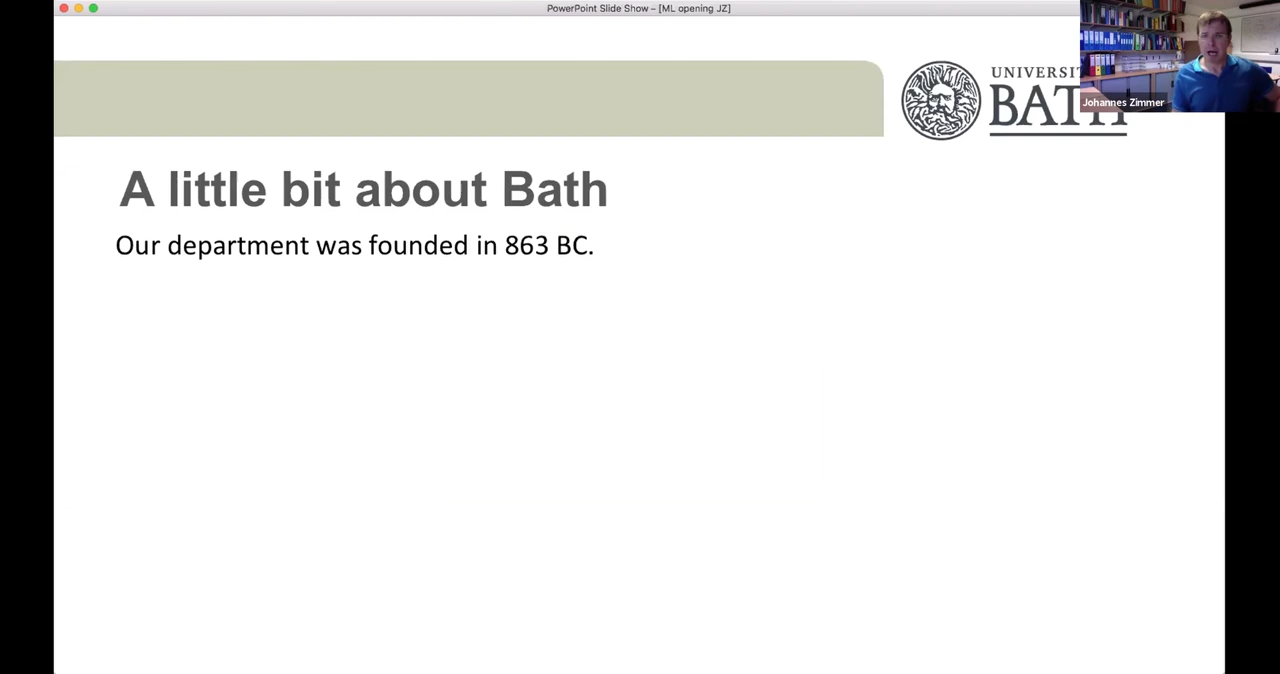 PowerPoint Slide Show – [ML opening JZ]
UNIVERSI
BATH
Johannes Zimmer
A little bit about Bath
Our department was founded in 863 BC.